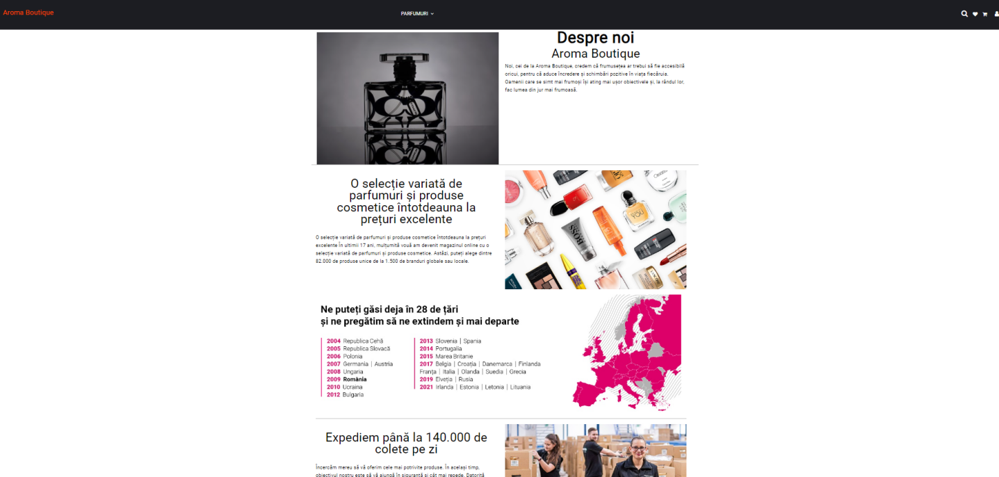 Aroma Boutique
PARFUMURI
Despre noi
Aroma Boutique
Noi, cei de la Aroma Boutique, credem că frumusețea ar trebui să fie accesibilă
oricui, pentru că aduce încredere și schimbări pozitive în viața fiecăruia.
Oamenii care se simt mai frumoși își ating mai ușor obiectivele și, la rândul lor,
fac lumea din jur mai frumoasă.
O selecție variată de
parfumuri și produse
cosmetice întotdeauna la
prețuri excelente
O selecție variată de parfumuri și produse cosmetice întotdeauna la prețuri
excelente În ultimii 17 ani, mulțumită vouă am devenit magazinul online cu o
selecție variată de parfumuri și produse cosmetice. Astăzi, puteți alege dintre
82.000 de produse unice de la 1.500 de branduri globale sau locale.
BOSS
YOU
LANCÔME
Ne puteți găsi deja în 28 de țări
și ne pregătim să ne extindem și mai departe
2004 Republica Cehă
2005 Republica Slovacă
2006 Polonia
2007 Germania | Austria
2008 Ungaria
2009 România
2010 Ucraina
2012 Bulgaria
2013 Slovenia | Spania
2014 Portugalia
2015 Marea Britanie
2017 Belgia | Croația | Danemarca | Finlanda
Franța | Italia | Olanda | Suedia | Grecia
2019 Elveția | Rusia
2021 Irlanda | Estonia | Letonia | Lituania
Expediem până la 140.000 de
colete pe zi
Încercăm mereu să vă oferim cele mai potrivite produse. În același timp,
obiectivul nostru este să vă ajungă în siguranță și cât mai repede. Datorită